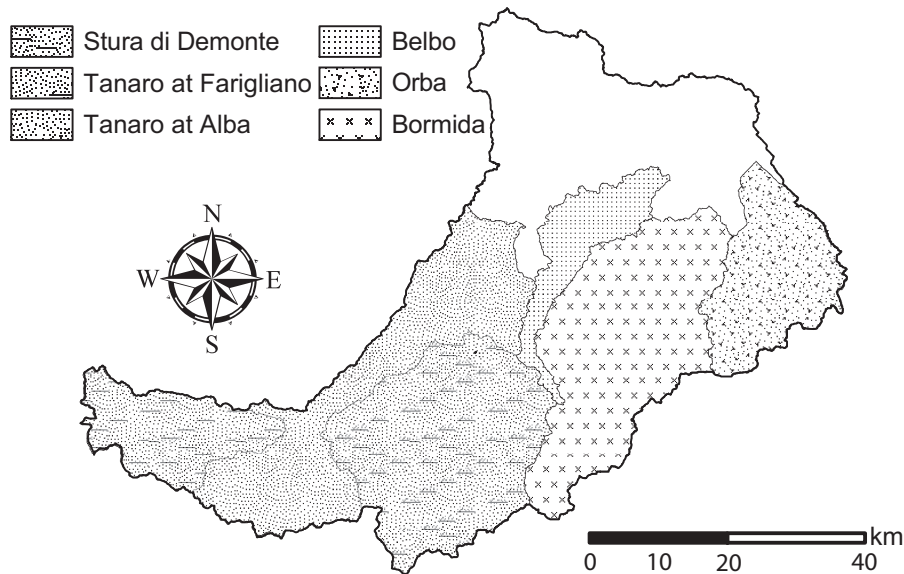 Stura di Demonte
Tanaro at Farigliano
Tanaro at Alba
Belbo
Orba
Bormida
N
W E
S
km
0 10 20 40